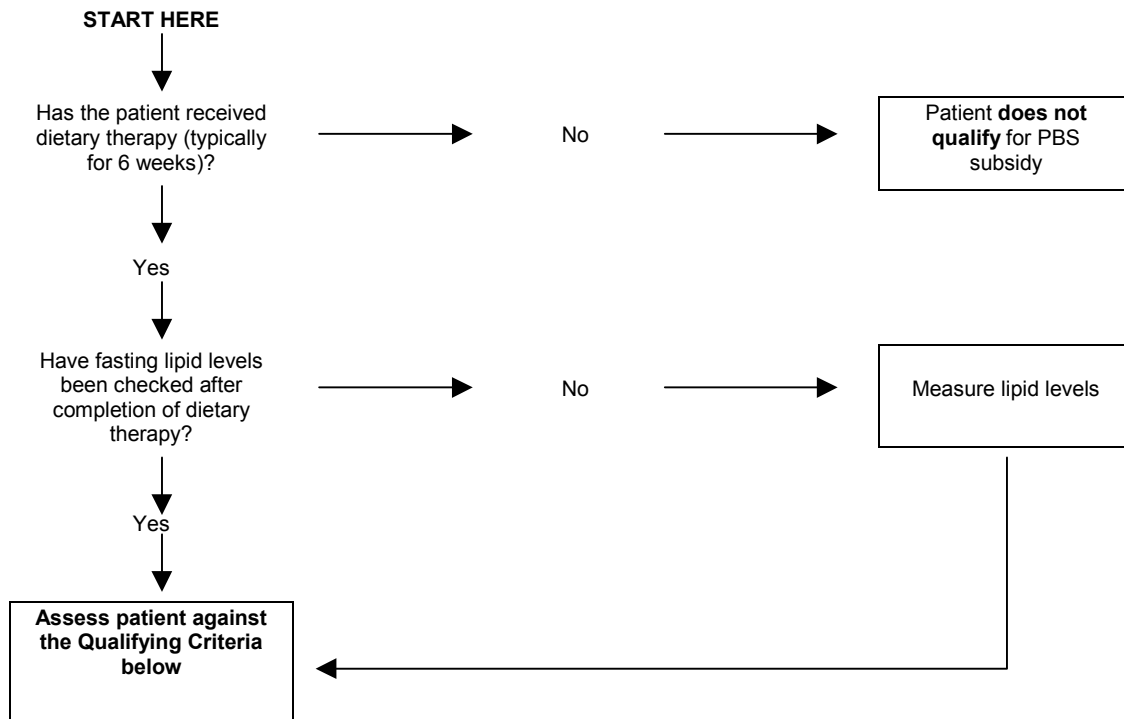 START HERE
Has the patient received
dietary therapy (typically
for 6 weeks)?
No
Patient does not
qualify for PBS
subsidy
Yes
Have fasting lipid levels
been checked after
completion of dietary
therapy?
No
Measure lipid levels
Yes
Assess patient against
the Qualifying Criteria
below